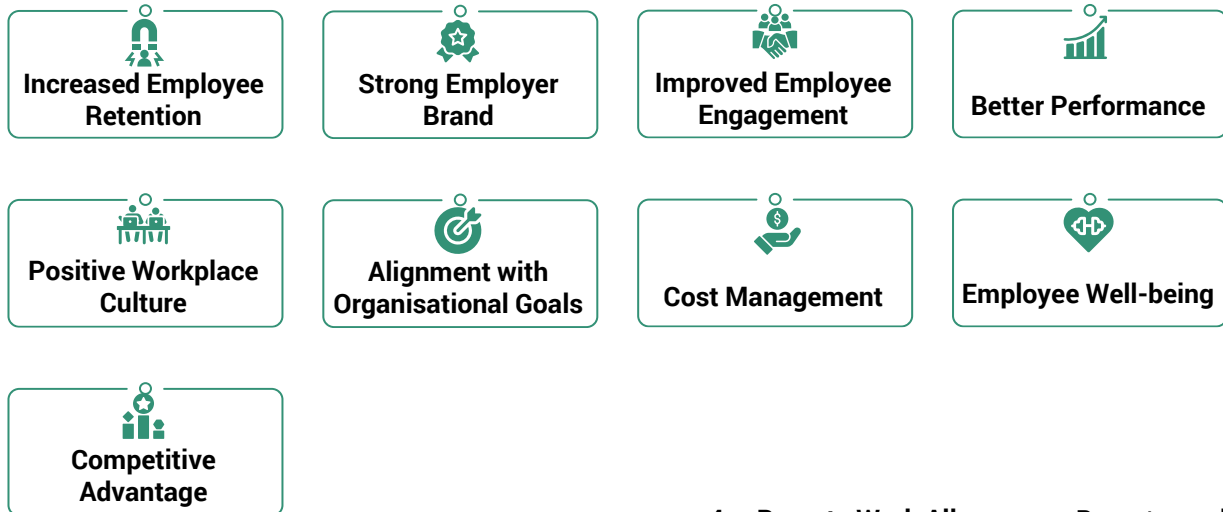 Increased Employee
Retention
Strong Employer
Brand
Improved Employee
Engagement
Better Performance
Positive Workplace
Culture
Alignment with
Organisational Goals
Cost Management
Employee Well-being
Competitive
Advantage